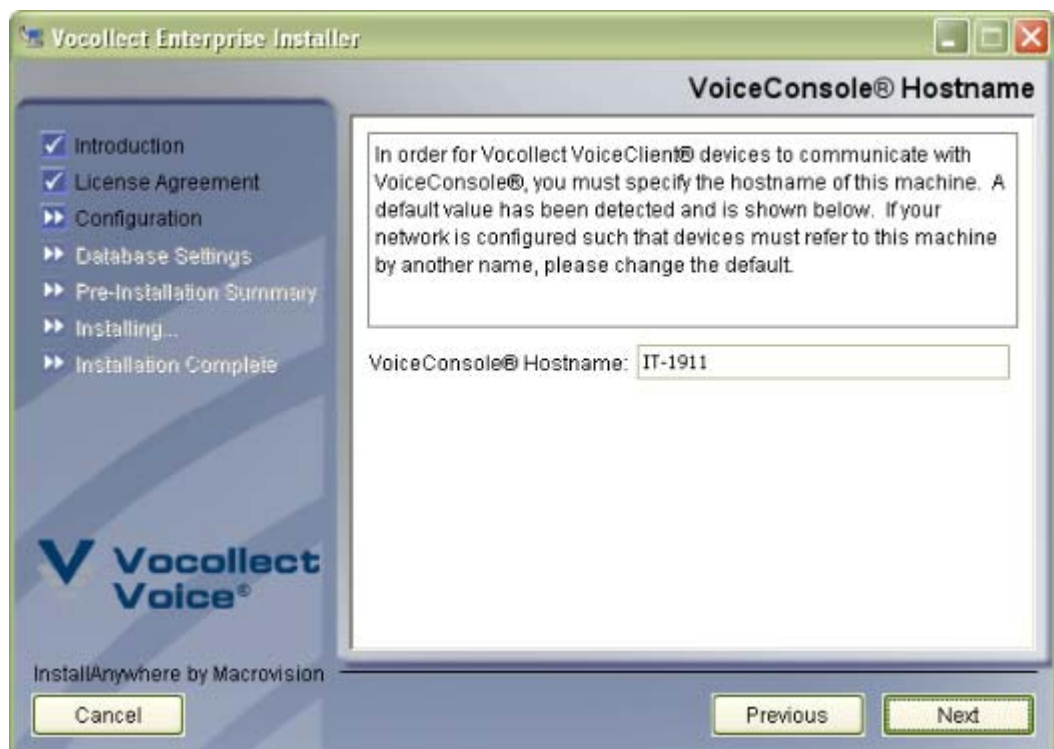 Vocollect Enterprise Installer
VoiceConsole® Hostname
Introduction
License Agreement
Configuration
Database Settings
Pre-Installation Summary
Installing...
Installation Complete
In order for Vocollect VoiceClient® devices to communicate with
VoiceConsole®, you must specify the hostname of this machine. A
default value has been detected and is shown below. If your
network is configured such that devices must refer to this machine
by another name, please change the default.
VoiceConsole® Hostname: IT-1911
Vocollect
Voice®
InstallAnywhere by Macrovision
Cancel
Previous
Next